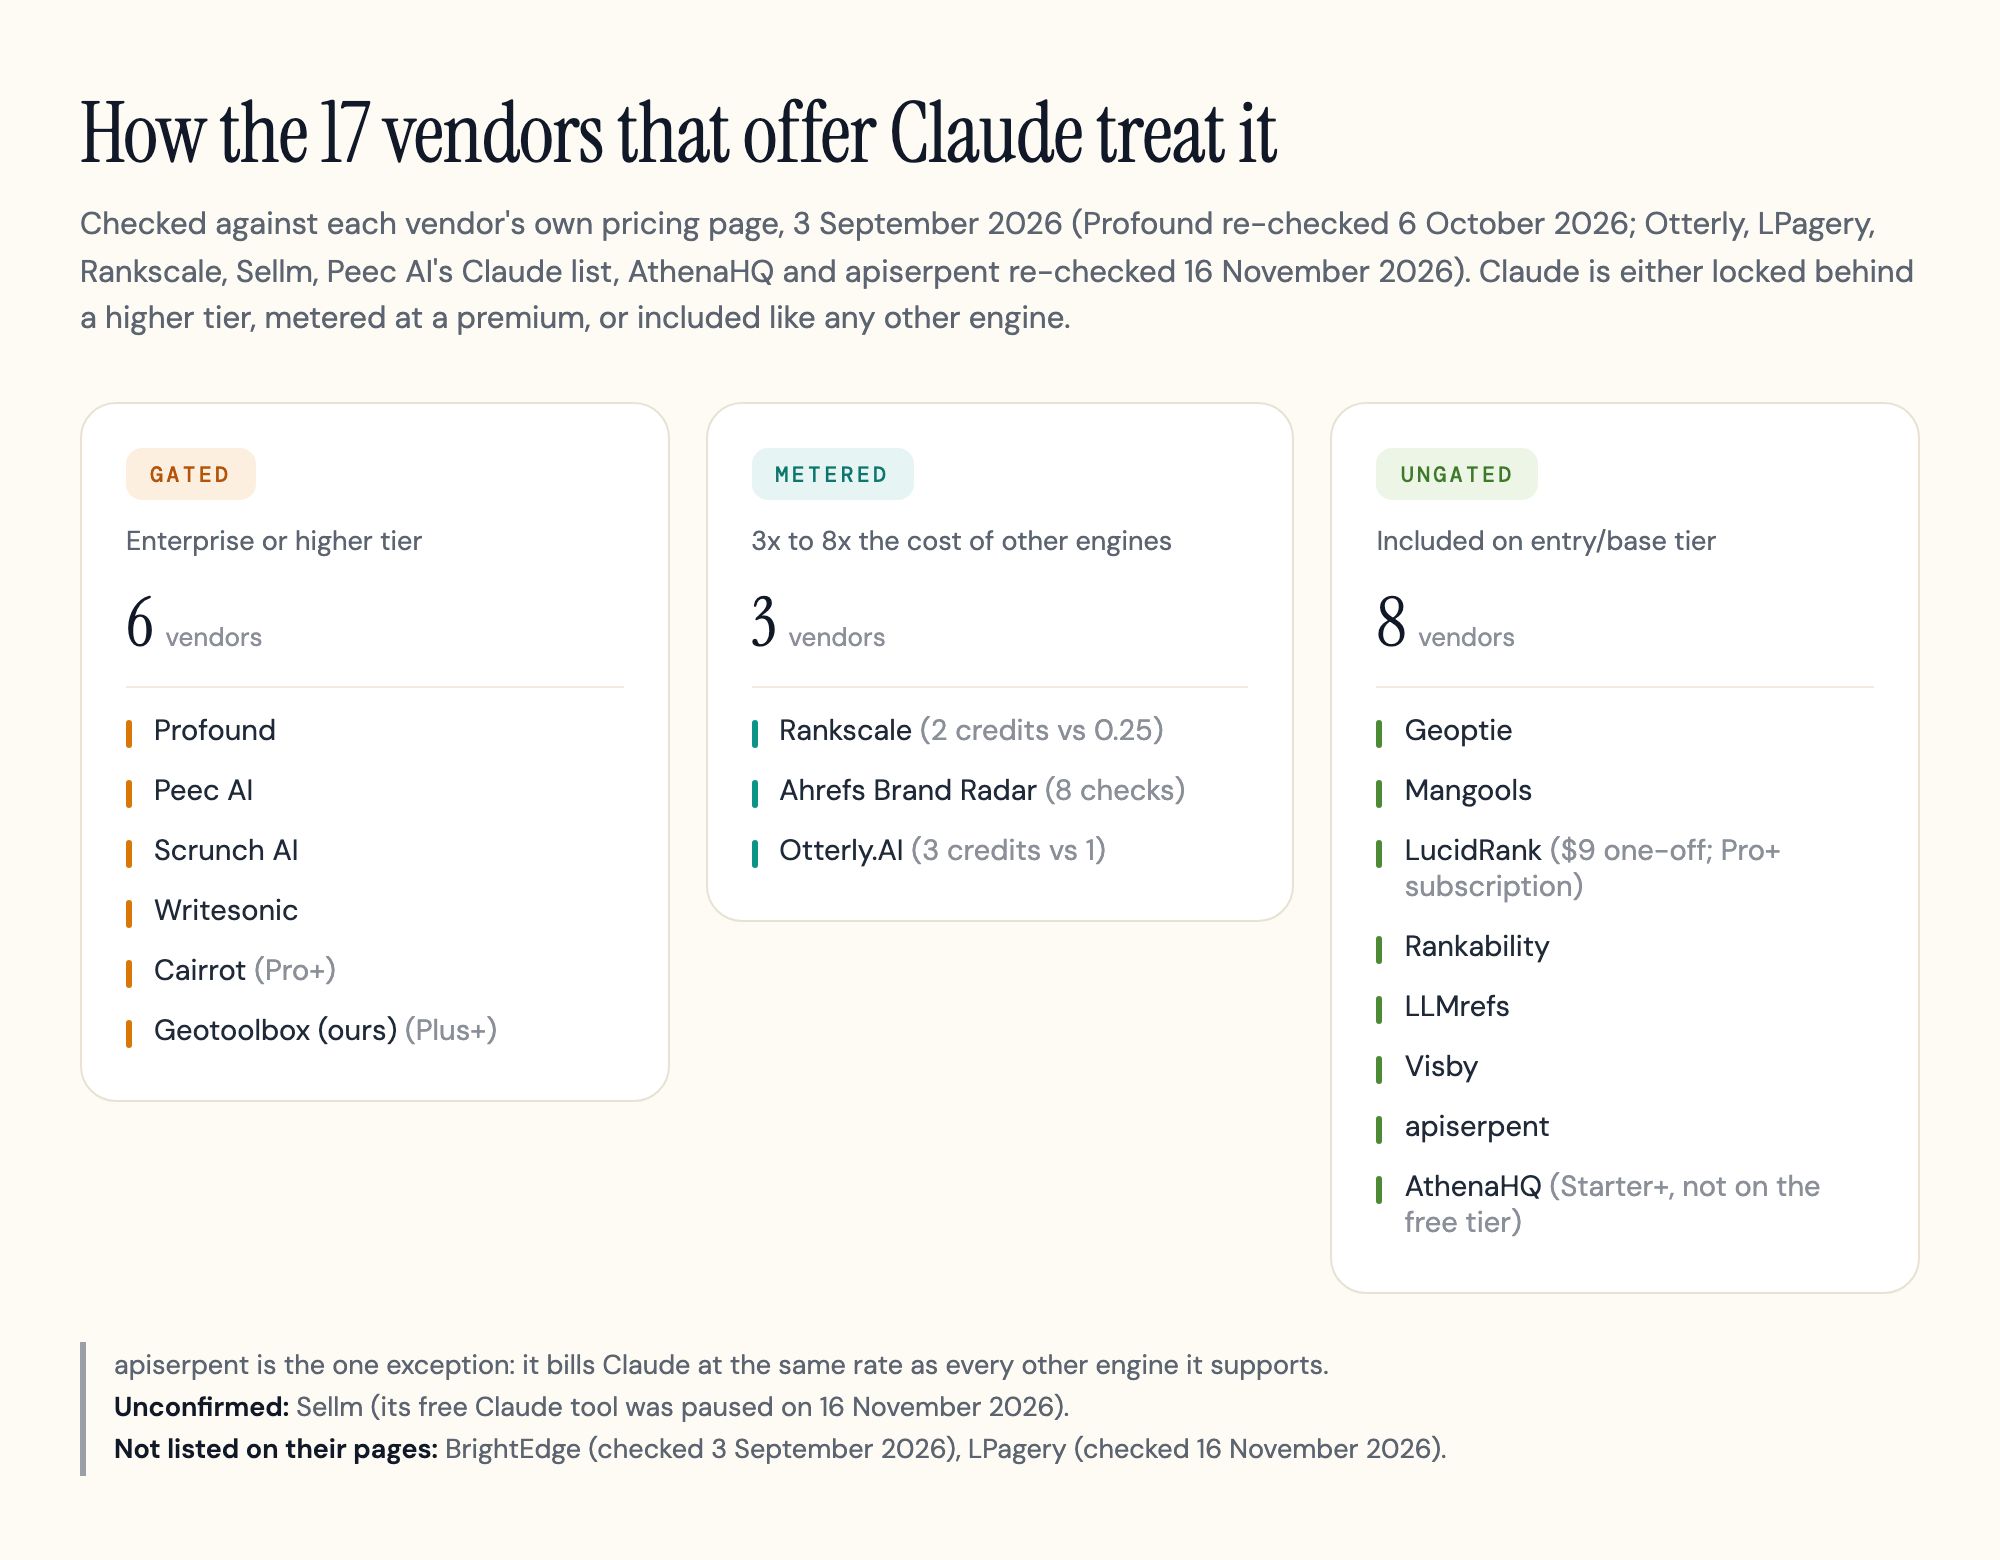 How the 17 vendors that offer Claude treat it
Checked against each vendor's own pricing page, 3 September 2026 (Profound re-checked 6 October 2026; Otterly, LPagery,
Rankscale, Sellm, Peec AI's Claude list, AthenaHQ and apiserpent re-checked 16 November 2026). Claude is either locked behind
a higher tier, metered at a premium, or included like any other engine.
GATED
Enterprise or higher tier
6 vendors
Profound
Peec AI
Scrunch AI
Writesonic
Cairrot (Pro+)
Geotoolbox (ours) (Plus+)
METERED
3x to 8x the cost of other engines
3 vendors
Rankscale (2 credits vs 0.25)
Ahrefs Brand Radar (8 checks)
Otterly.AI (3 credits vs 1)
UNGATED
Included on entry/base tier
8 vendors
Geoptie
Mangools
LucidRank ($9 one-off; Pro+
subscription)
Rankability
LLMrefs
Visby
apiserpent
AthenaHQ (Starter+, not on the
free tier)
apiserpent is the one exception: it bills Claude at the same rate as every other engine it supports.
Unconfirmed: Sellm (its free Claude tool was paused on 16 November 2026).
Not listed on their pages: BrightEdge (checked 3 September 2026), LPagery (checked 16 November 2026).